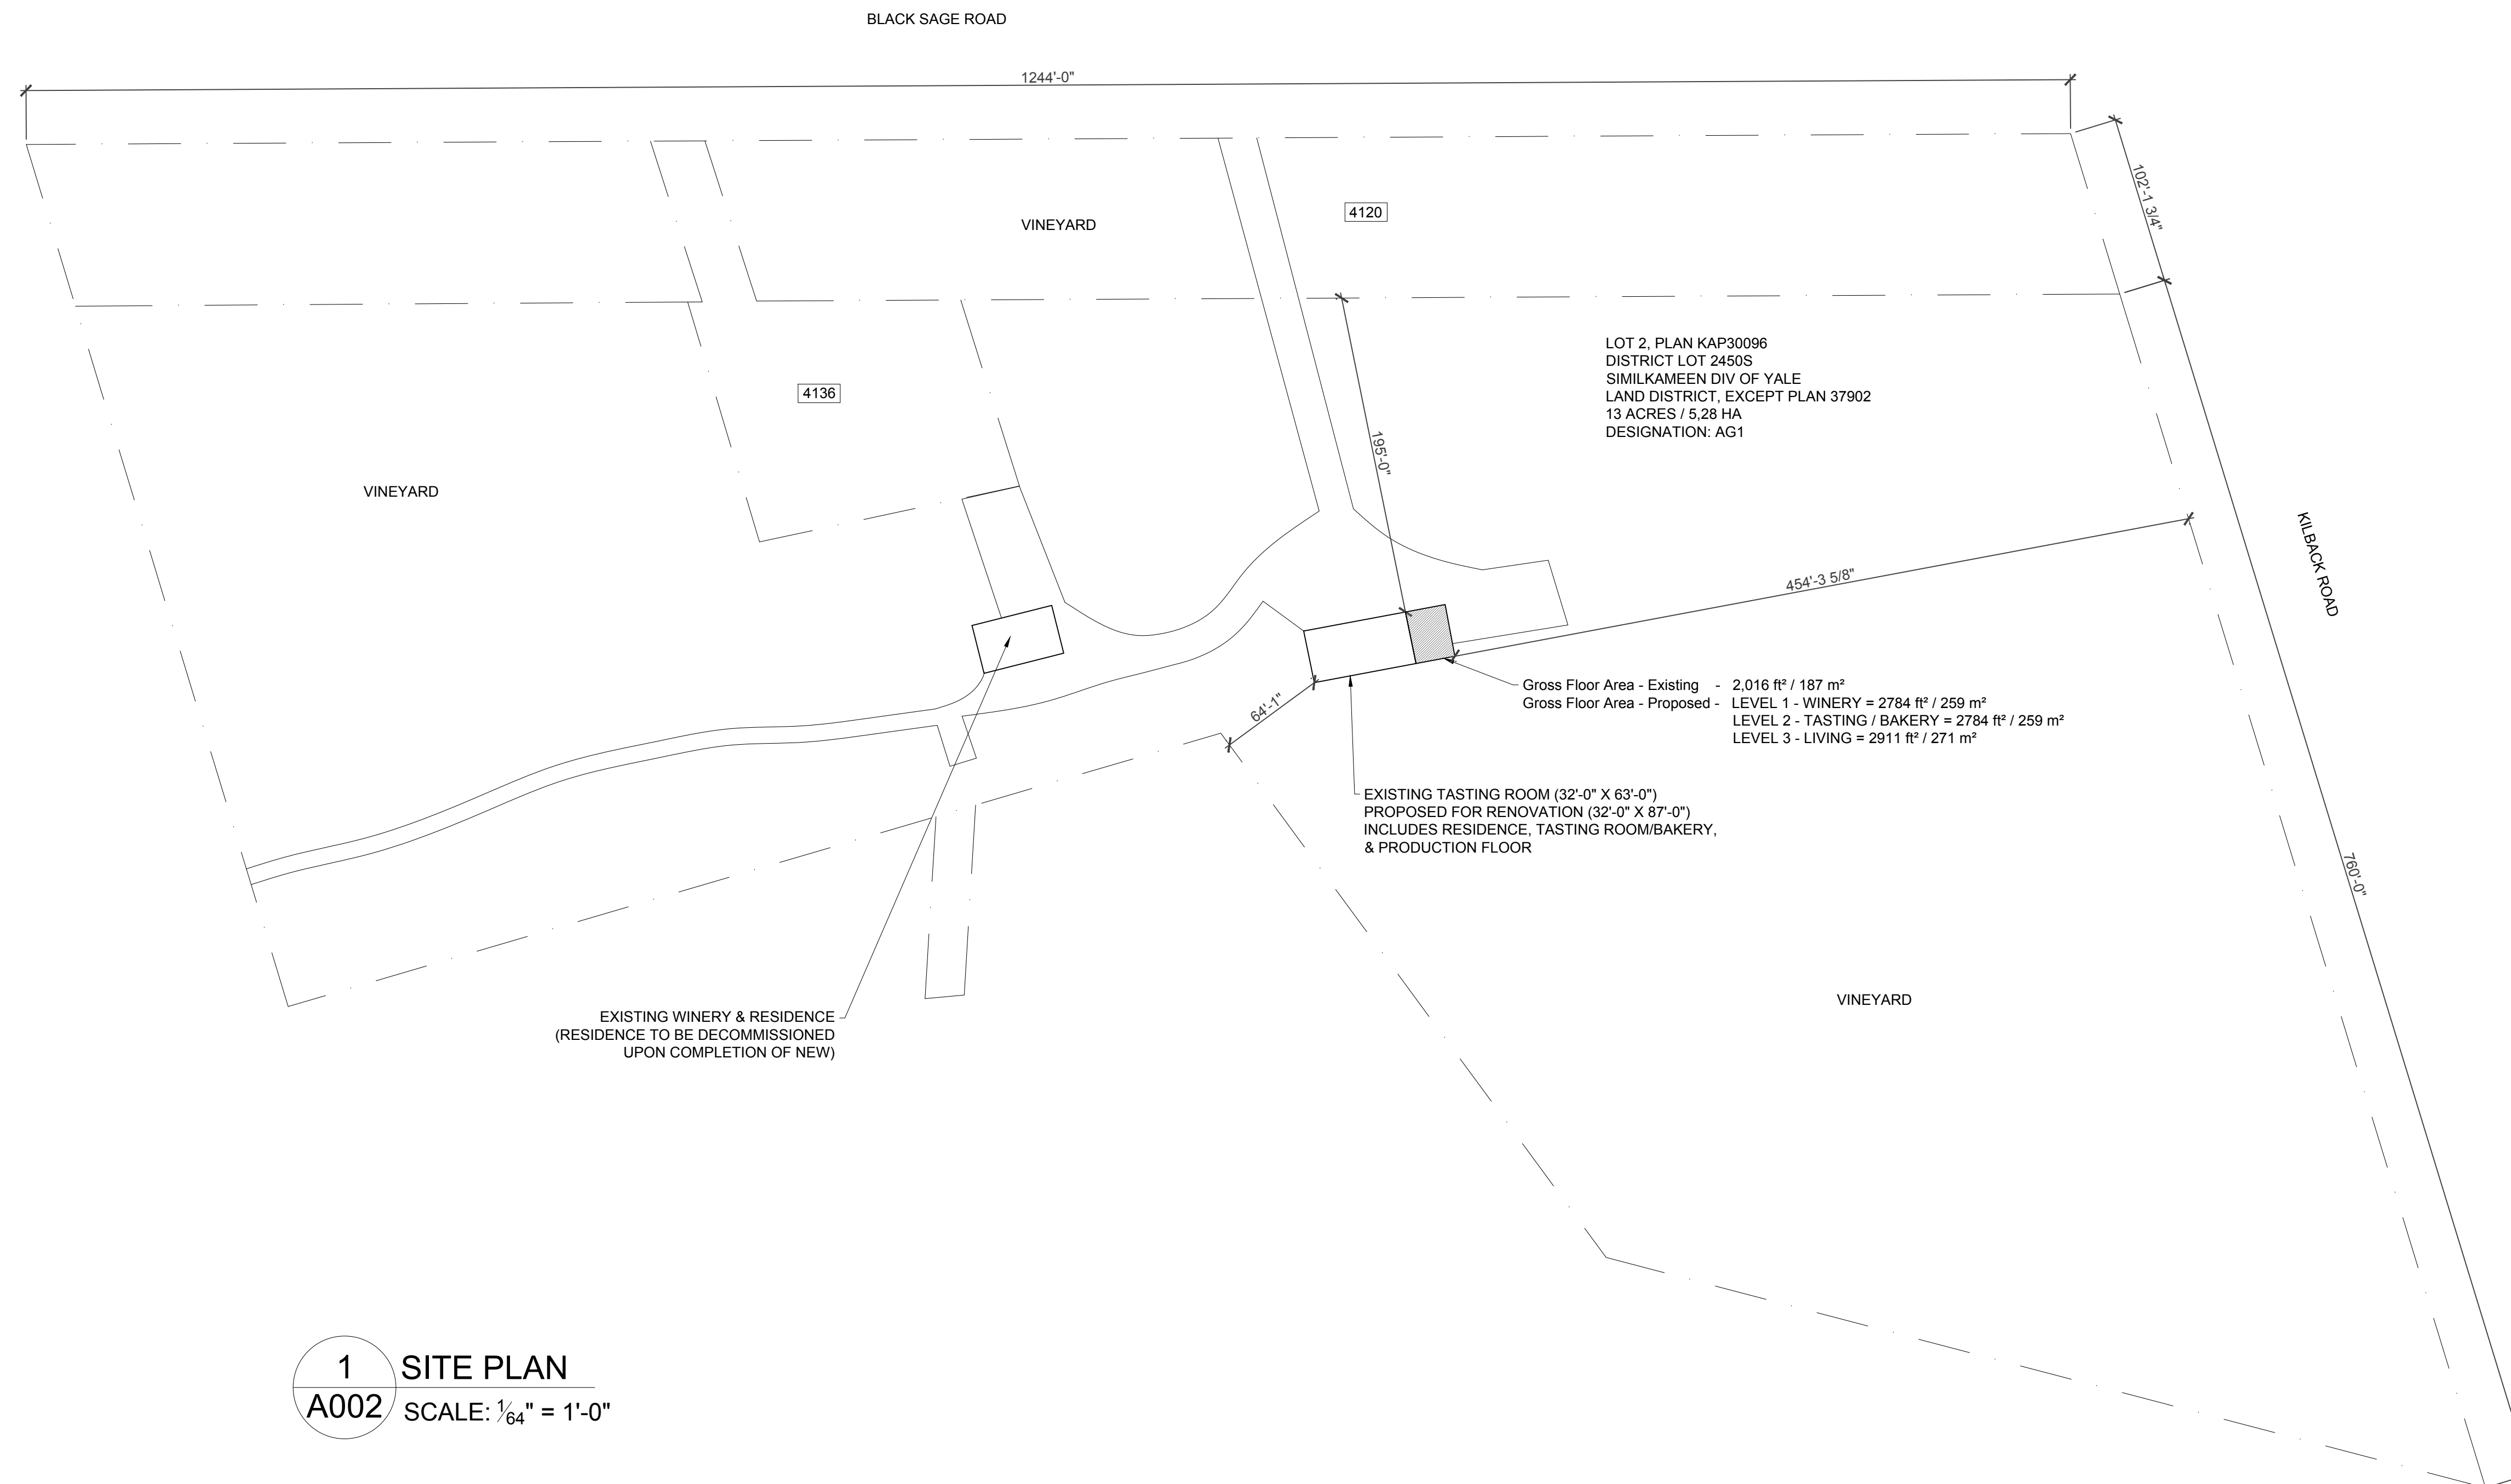 BLACK SAGE ROAD
1244'-0"
102'-1 3/4"
4120
VINEYARD
LOT 2, PLAN KAP30096
DISTRICT LOT 2450S
SIMILKAMEEN DIV OF YALE
LAND DISTRICT, EXCEPT PLAN 37902
13 ACRES / 5,28 HA
DESIGNATION: AG1
4136
195'-0"
VINEYARD
KILBACK ROAD
454'-3 5/8"
Gross Floor Area - Existing - 2,016 ft² / 187 m²
Gross Floor Area - Proposed - LEVEL 1 - WINERY = 2784 ft² / 259 m²
LEVEL 2 - TASTING / BAKERY = 2784 ft² / 259 m²
LEVEL 3 - LIVING = 2911 ft² / 271 m²
64'-1"
EXISTING TASTING ROOM (32'-0" X 63'-0")
PROPOSED FOR RENOVATION (32'-0" X 87'-0")
INCLUDES RESIDENCE, TASTING ROOM/BAKERY,
& PRODUCTION FLOOR
760'-0"
VINEYARD
EXISTING WINERY & RESIDENCE
(RESIDENCE TO BE DECOMMISSIONED
UPON COMPLETION OF NEW)
1
SITE PLAN
A002
SCALE: 1/64" = 1'-0"